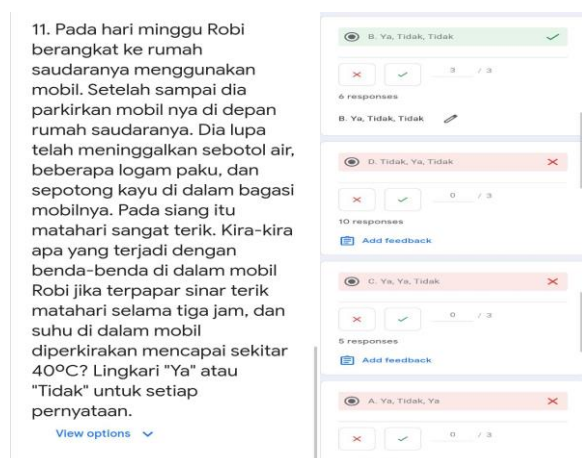 11. Pada hari minggu Robi
berangkat ke rumah
saudaranya menggunakan
mobil. Setelah sampai dia
parkirkan mobil nya di depan
rumah saudaranya. Dia lupa
telah meninggalkan sebotol air,
beberapa logam paku, dan
sepotong kayu di dalam bagasi
mobilnya. Pada siang itu
matahari sangat terik. Kira-kira
apa yang terjadi dengan
benda-benda di dalam mobil
Robi jika terpapar sinar terik
matahari selama tiga jam, dan
suhu di dalam mobil
diperkirakan mencapai sekitar
40°C? Lingkari "Ya" atau
"Tidak" untuk setiap
pernyataan.
View options
B. Ya, Tidak, Tidak
3 / 3
6 responses
B. Ya, Tidak, Tidak
D. Tidak, Ya, Tidak
0 / 3
10 responses
Add feedback
C. Ya, Ya, Tidak
0 / 3
5 responses
Add feedback
A. Ya, Tidak, Ya
0 / 3